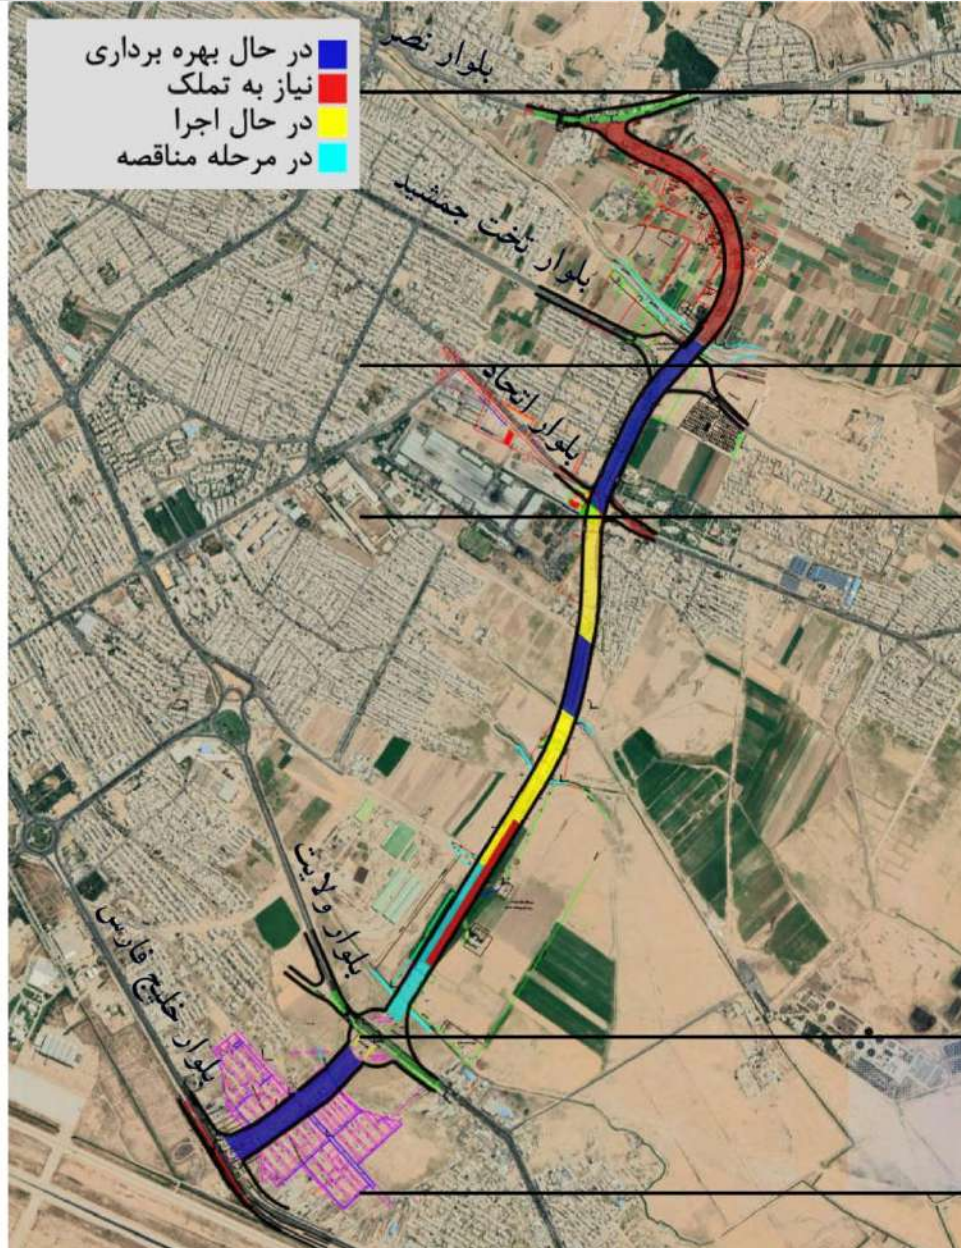 در حال بهره برداری
نیاز به تملک
در حال اجرا
در مرحله مناقصه
بلوار نصر
بلوار تخت جمشید
بلوار اتحاد
بلوار ولایت
بلوار خلیج فارس